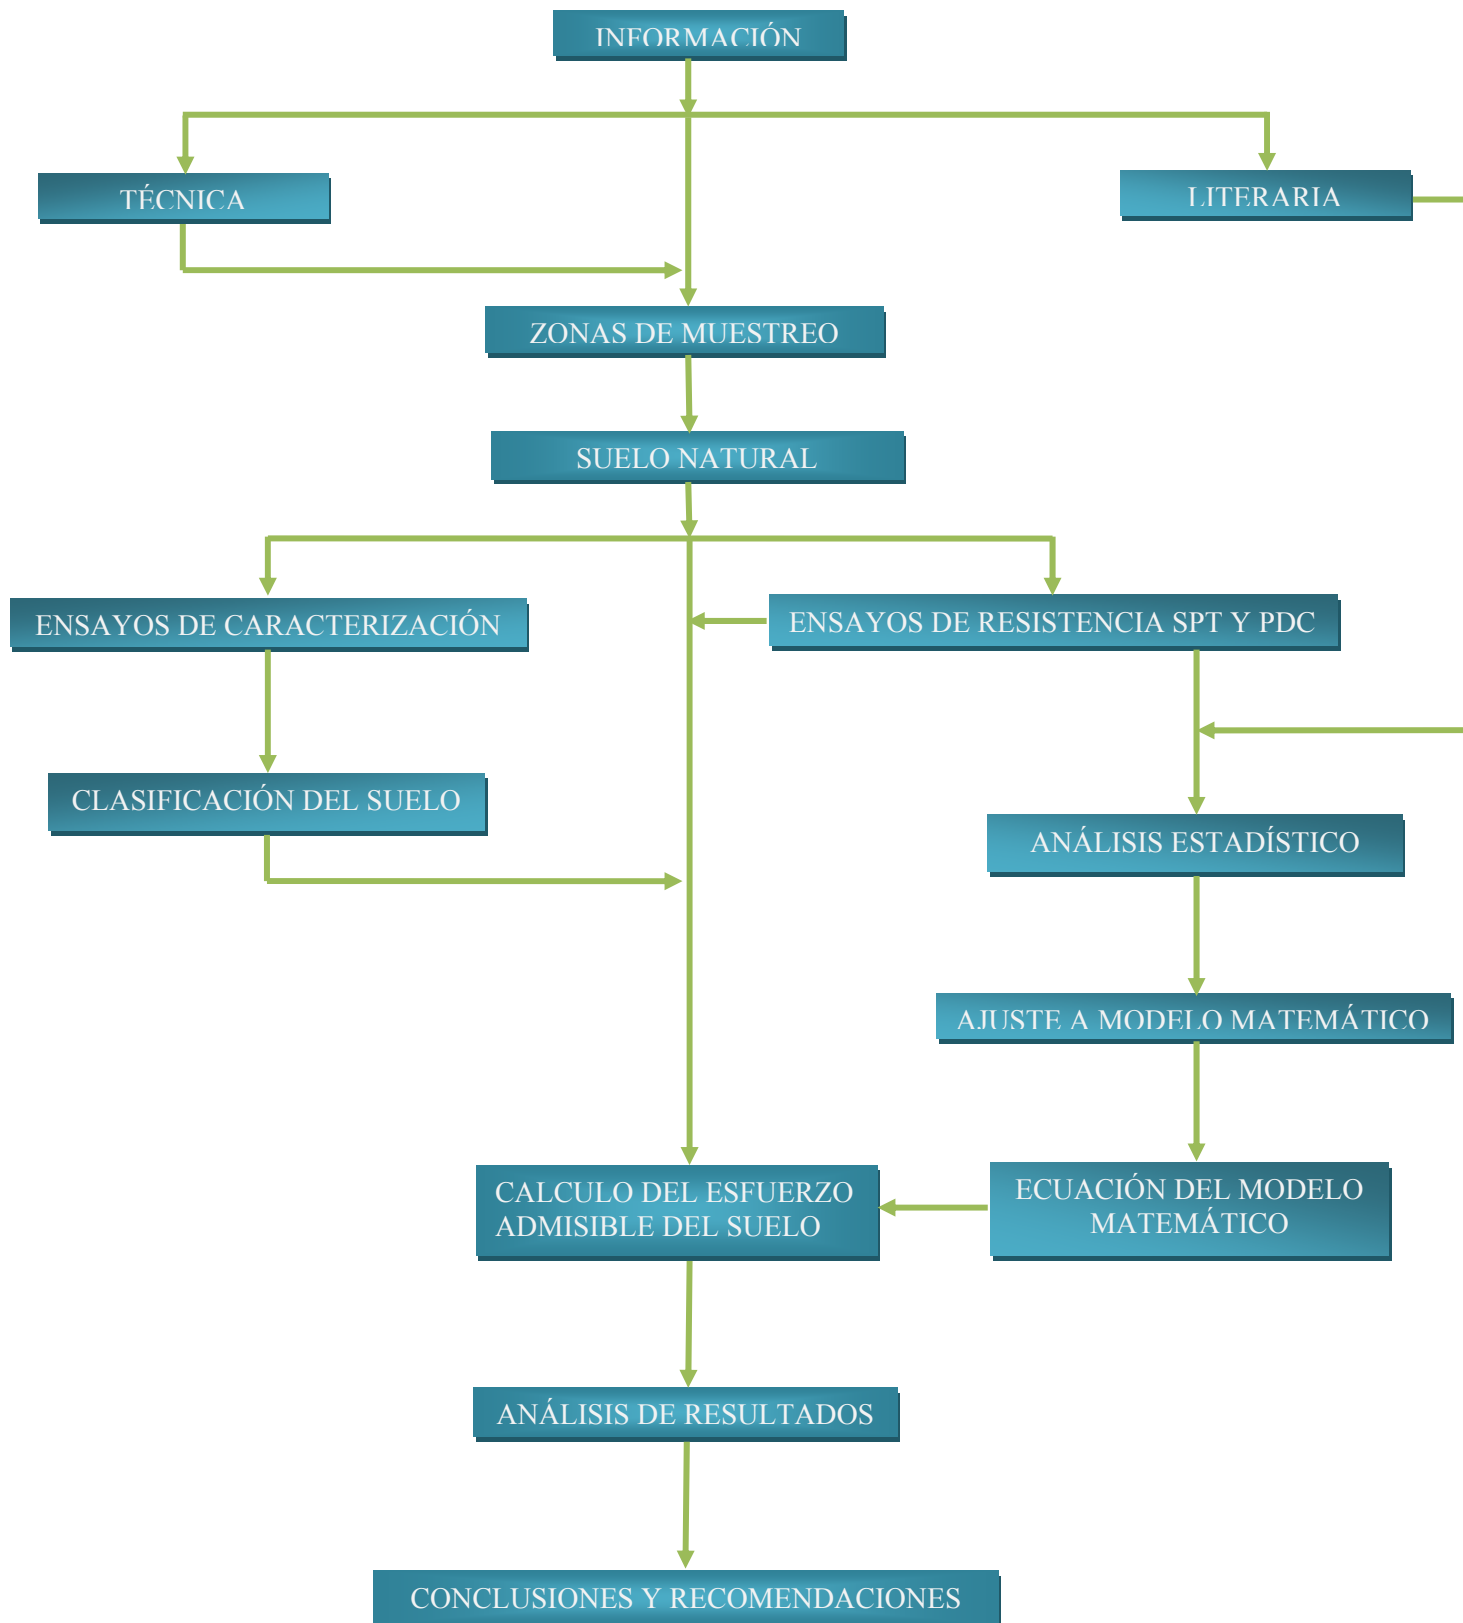 INFORMACIÓN
TÉCNICA
LITERARIA
ZONAS DE MUESTREO
SUELO NATURAL
ENSAYOS DE CARACTERIZACIÓN
ENSAYOS DE RESISTENCIA SPT Y PDC
CLASIFICACIÓN DEL SUELO
ANÁLISIS ESTADÍSTICO
AJUSTE A MODELO MATEMÁTICO
CALCULO DEL ESFUERZO
ADMISIBLE DEL SUELO
ECUACIÓN DEL MODELO
MATEMÁTICO
ANÁLISIS DE RESULTADOS
CONCLUSIONES Y RECOMENDACIONES